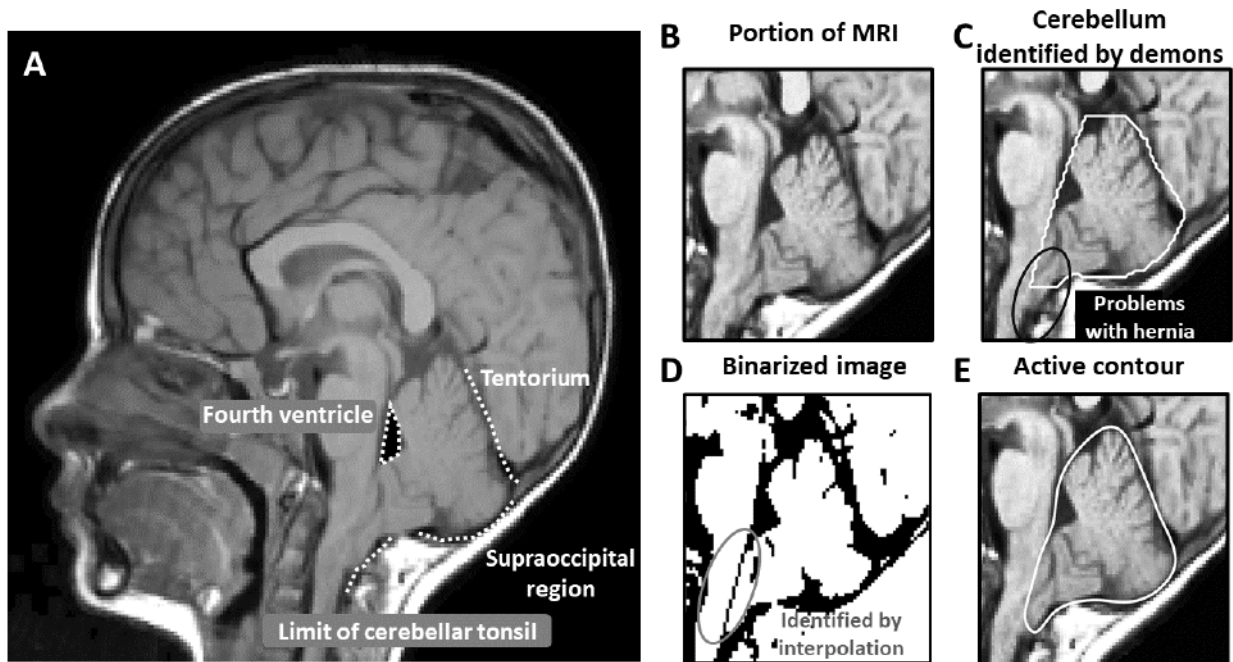 A
Tentorium
Fourth ventricle
Supraoccipital
region
Limit of cerebellar tonsil
B
Portion of MRI
C
Cerebellum
identified by demons
Problems
with hernia
D
Binarized image
Identified by
interpolation
E
Active contour